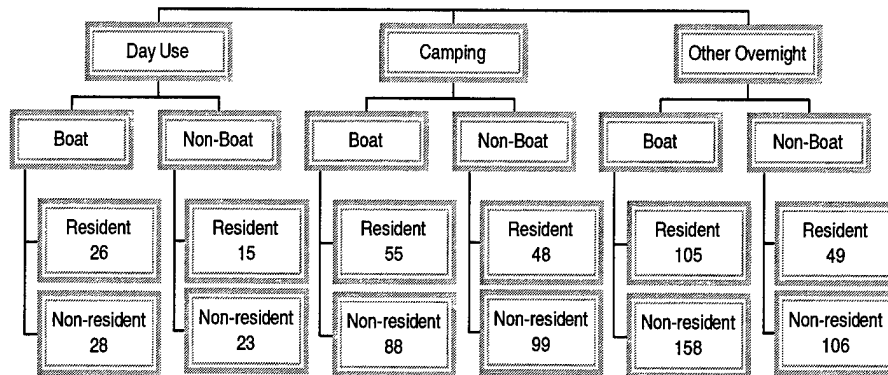 Day Use
Camping
Other Overnight
Boat
Non-Boat
Boat
Non-Boat
Boat
Non-Boat
Resident
26
Resident
15
Resident
55
Resident
48
Resident
105
Resident
49
Non-resident
28
Non-resident
23
Non-resident
88
Non-resident
99
Non-resident
158
Non-resident
106